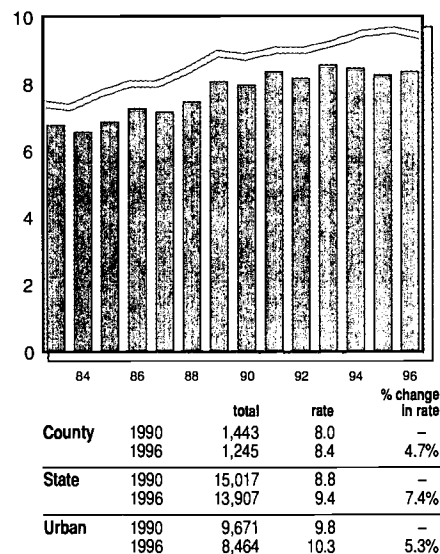 10
8
6
4
2
0
84 86 88 90 92 94 96
% change
total rate in rate
County 1990 1,443 8.0 –
1996 1,245 8.4 4.7%
State 1990 15,017 8.8 –
1996 13,907 9.4 7.4%
Urban 1990 9,671 9.8 –
1996 8,464 10.3 5.3%